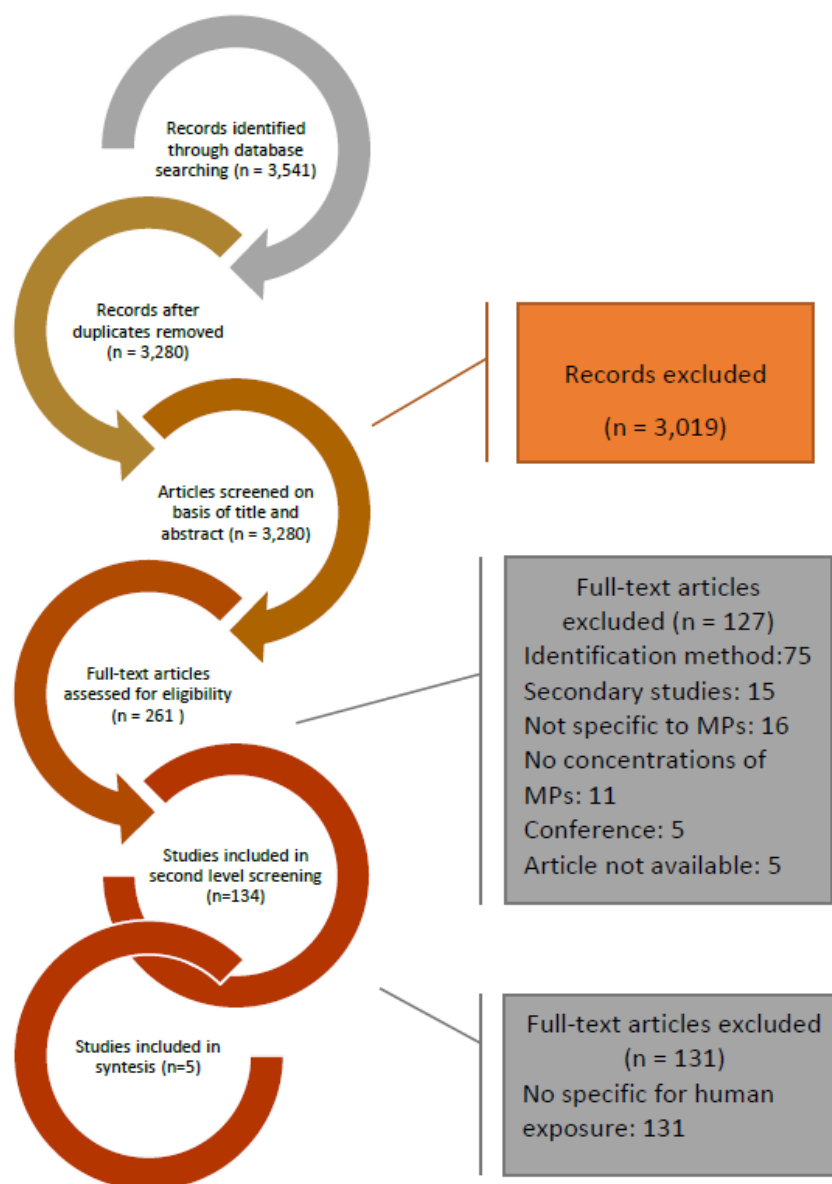 Records identified
through database
searching (n = 3,541)
Records after
duplicates removed
(n = 3,280)
Records excluded
(n = 3,019)
Articles screened on
basis of title and
abstract (n = 3,280)
Full-text articles
assessed for eligibility
(n = 261 )
Full-text articles
excluded (n = 127)
Identification method:75
Secondary studies: 15
Not specific to MPs: 16
No concentrations of
MPs: 11
Conference: 5
Article not available: 5
Studies included in
second level screening
(n=134)
Full-text articles excluded
(n = 131)
No specific for human
exposure: 131
Studies included in
syntesis (n=5)